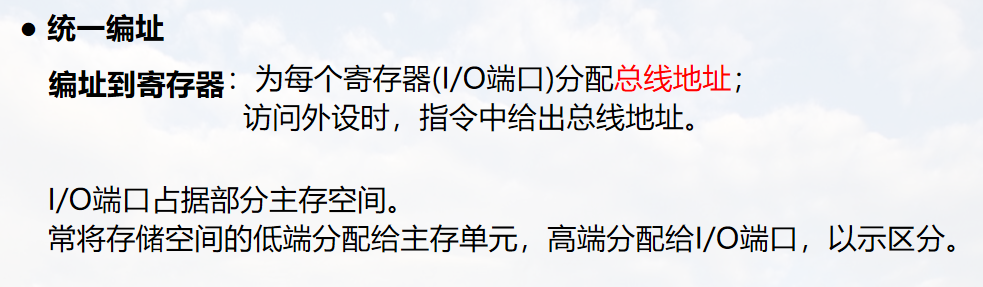 ● 统一编址
编址到寄存器：为每个寄存器(I/O端口)分配总线地址；
访问外设时，指令中给出总线地址。
I/O端口占据部分主存空间。
常将存储空间的低端分配给主存单元，高端分配给I/O端口，以示区分。